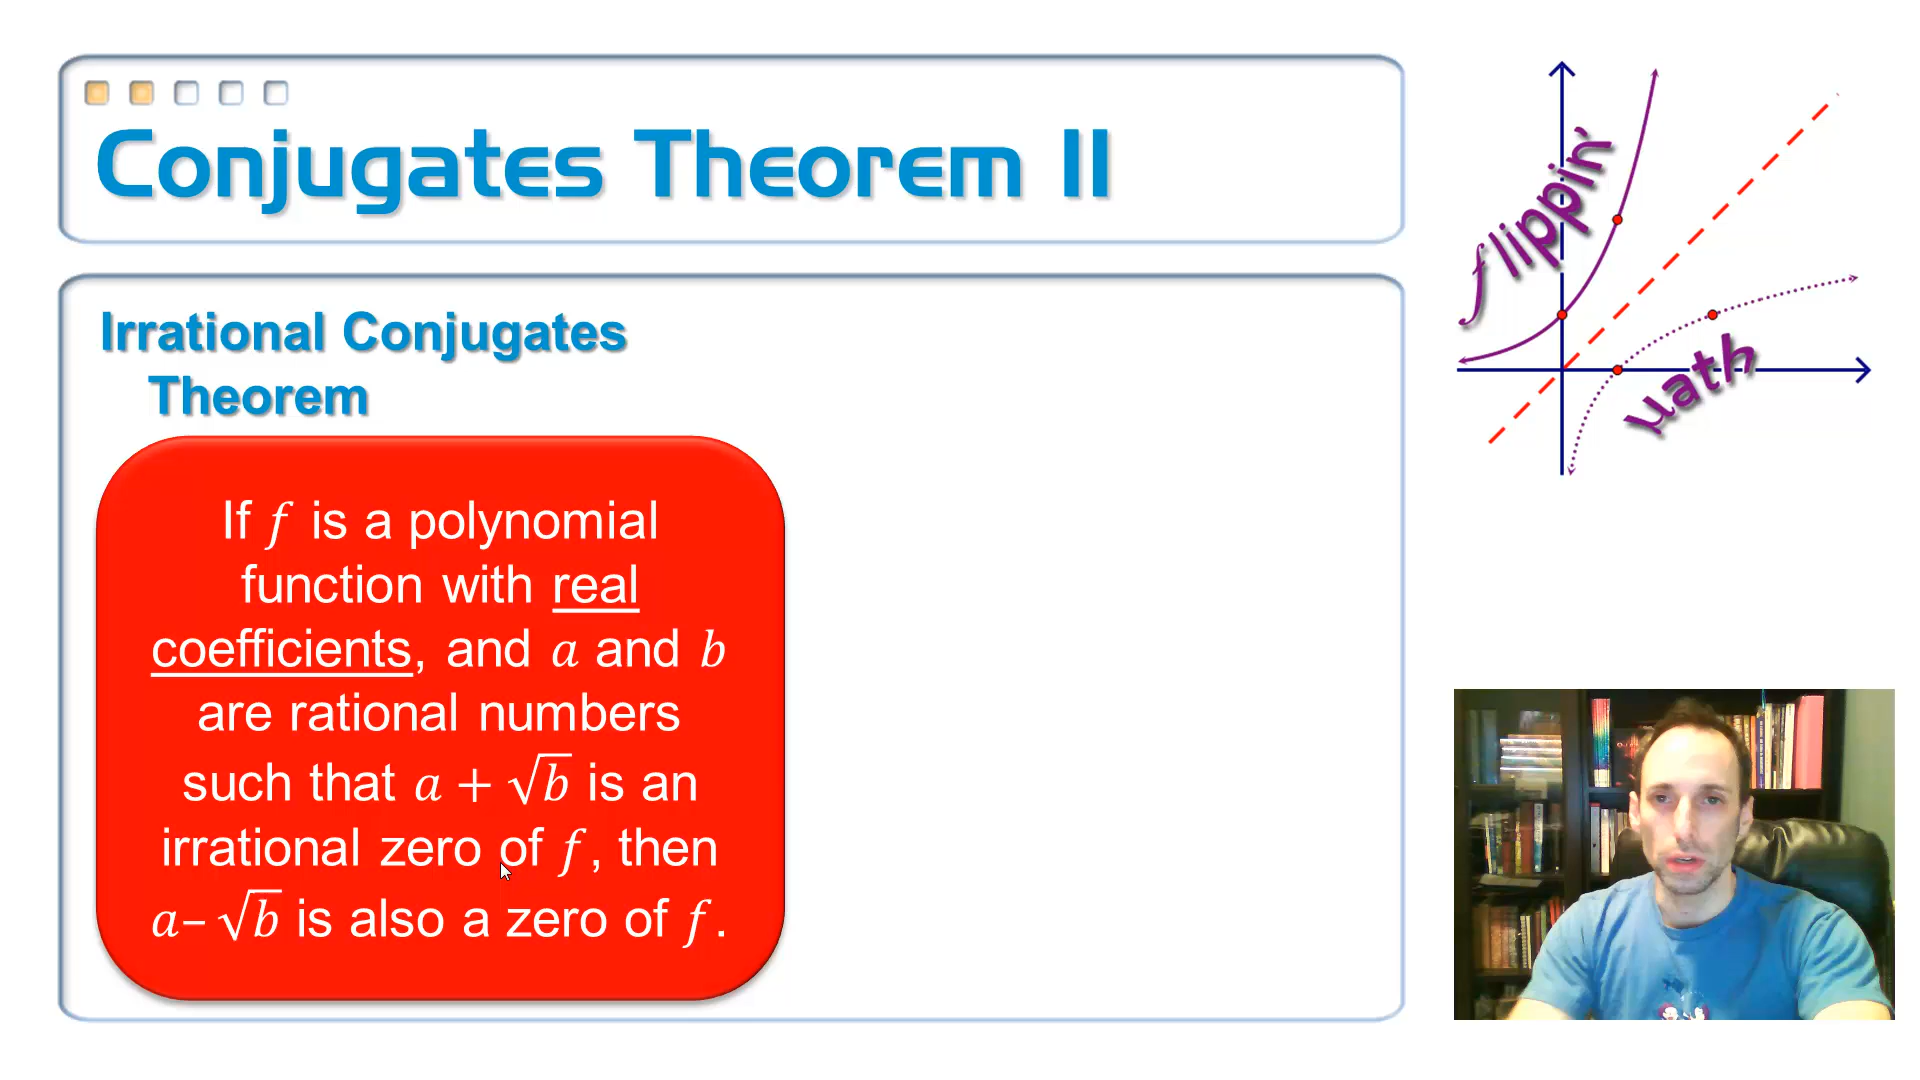 Conjugates Theorem II
Irrational Conjugates
Theorem
If f is a polynomial
function with real
coefficients, and a and b
are rational numbers
such that a + √b is an
irrational zero of f, then
a– √b is also a zero of f.
flippin'
μath